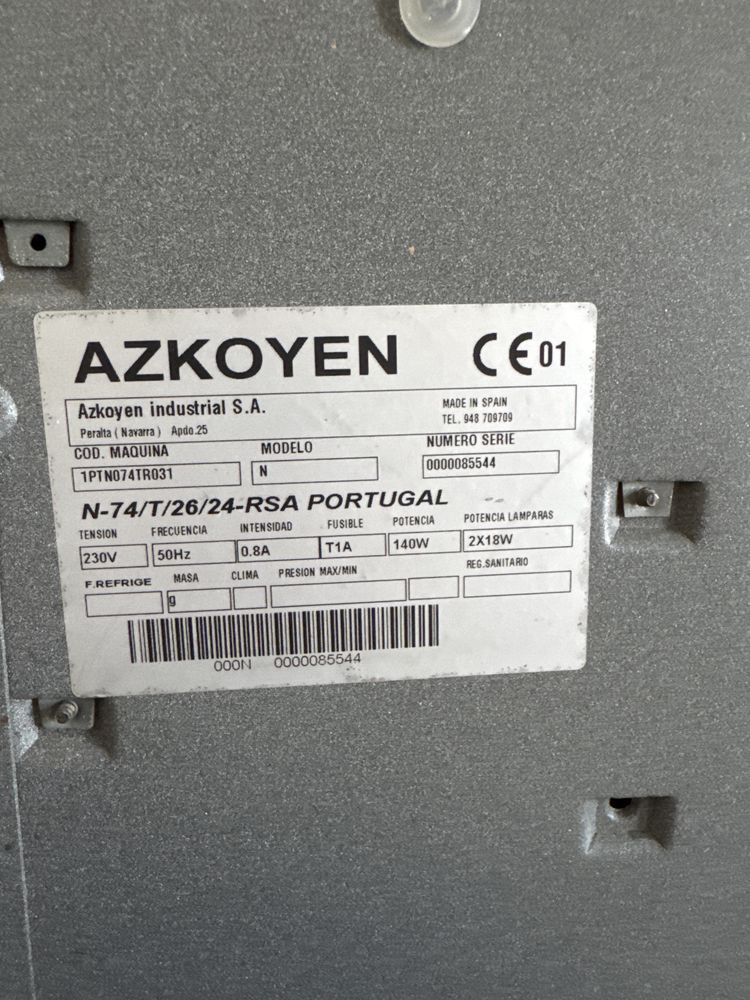 AZKOYEN CE 01
Azkoyen industrial S.A. MADE IN SPAIN
Peralta ( Navarra ) Apdo.25 TEL. 948 709709
COD. MAQUINA MODELO NUMERO SERIE
1PTN074TR031 N 0000085544
N-74/T/26/24-RSA PORTUGAL
TENSION FRECUENCIA INTENSIDAD FUSIBLE POTENCIA POTENCIA LAMPARAS
230V 50Hz 0.8A T1A 140W 2X18W
F.REFRIGE MASA CLIMA PRESION MAX/MIN REG.SANITARIO
g
000N 0000085544